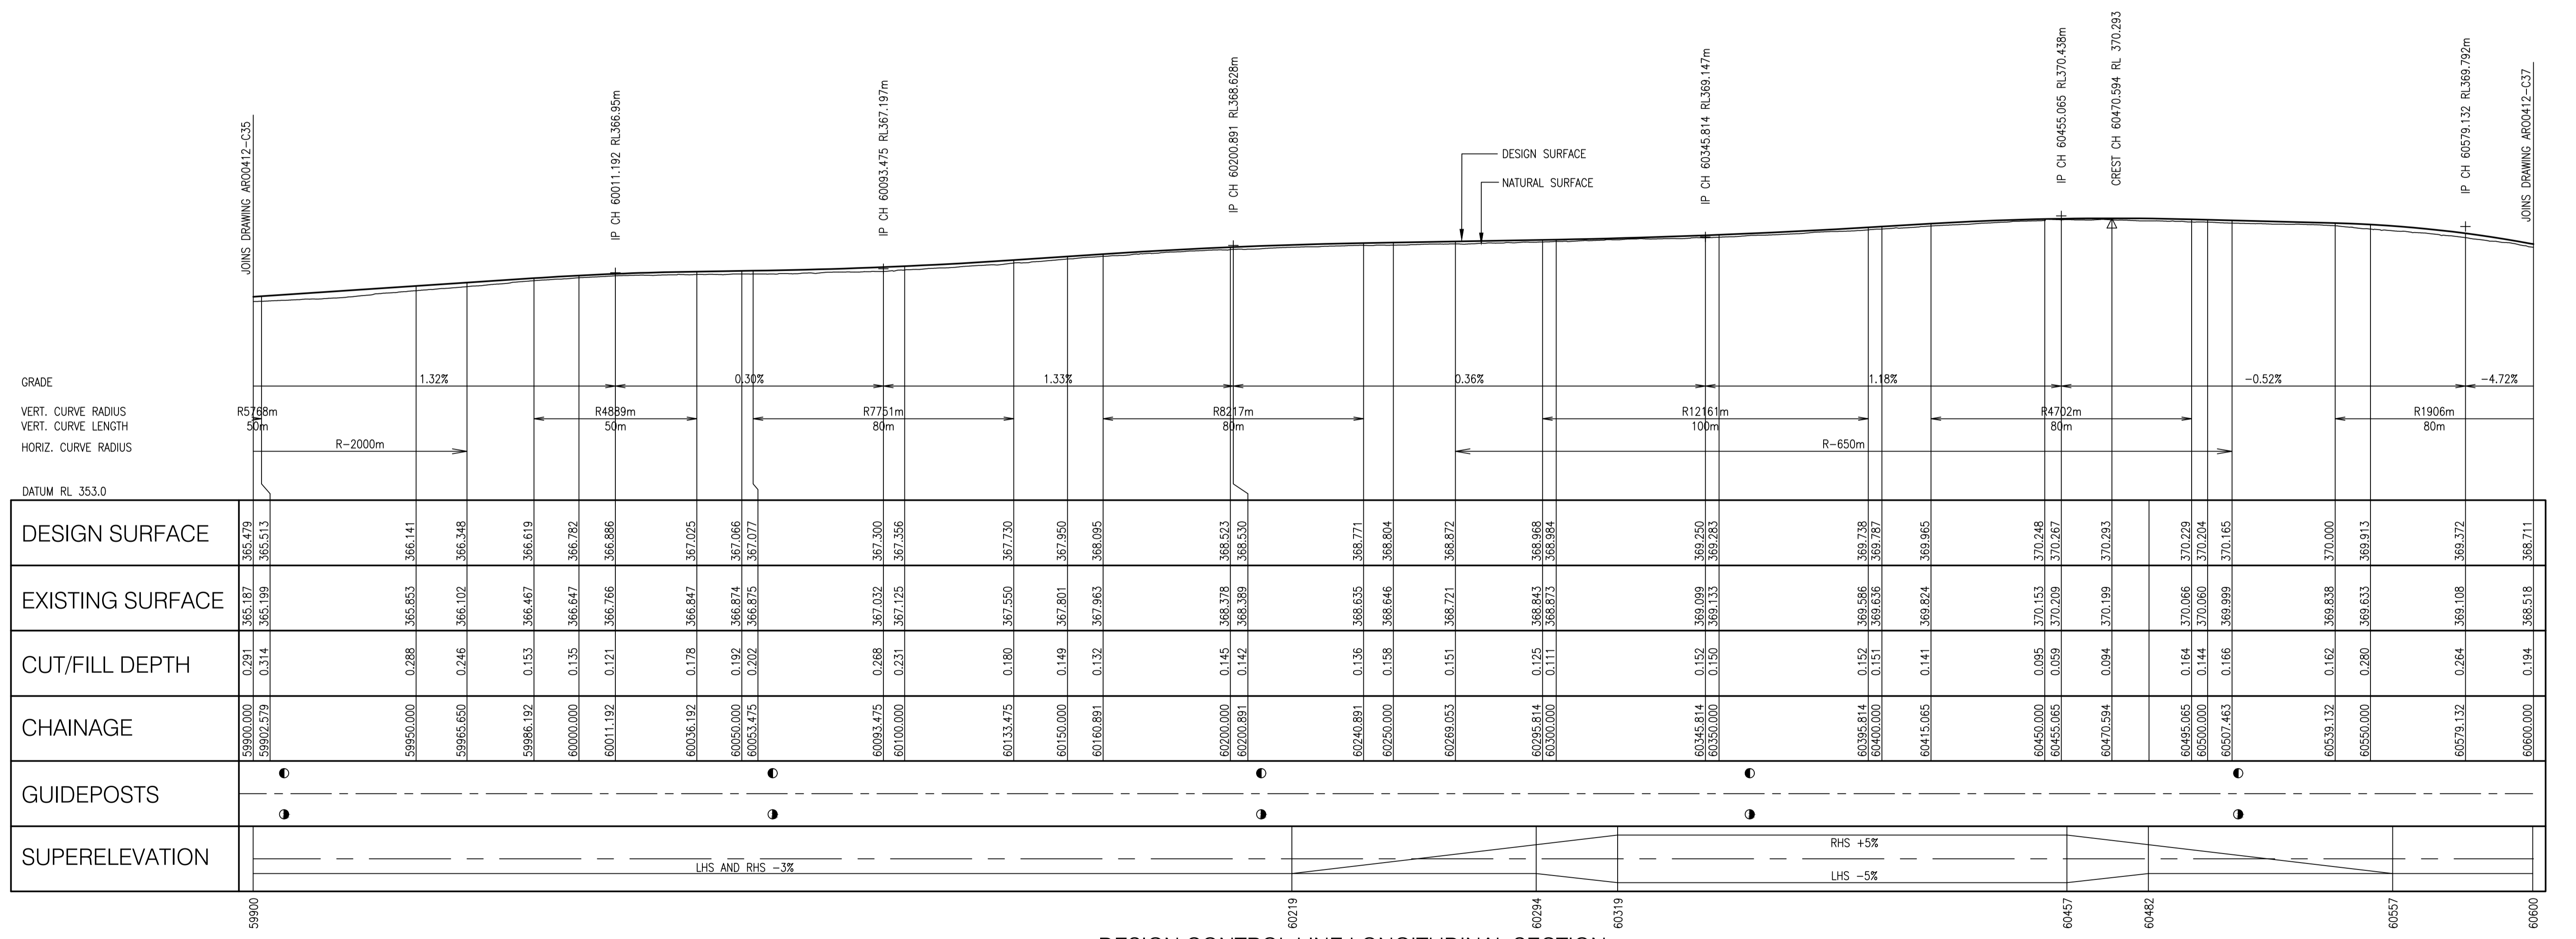 JOINS DRAWING ARO0412-C35
IP CH 60011.192 RL366.95m
IP CH 60093.475 RL367.197m
IP CH 60200.891 RL368.628m
DESIGN SURFACE
NATURAL SURFACE
IP CH 60345.814 RL369.147m
IP CH 60455.065 RL370.438m
CREST CH 60470.594 RL 370.293
IP CH 60579.132 RL369.792m
JOINS DRAWING ARO0412-C37
GRADE 1.32% 0.30% 1.33% 0.36% 1.18% -0.52% -4.72%
VERT. CURVE RADIUS R5768m R4889m R7751m R8217m R12161m R4702m R1906m
VERT. CURVE LENGTH 50m 50m 80m 80m 100m 80m 80m
HORIZ. CURVE RADIUS R-2000m R-650m
DATUM RL 353.0
DESIGN SURFACE 365.479 365.513 366.141 366.348 366.619 366.782 366.886 367.025 367.066 367.077 367.300 367.356 367.730 367.950 368.095 368.523 368.530 368.771 368.804 368.872 368.968 368.984 369.250 369.283 369.738 369.787 369.965 370.248 370.267 370.293 370.229 370.204 370.165 370.000 369.913 369.372 368.711
EXISTING SURFACE 365.187 365.199 365.853 366.102 366.467 366.647 366.766 366.847 366.874 366.875 367.032 367.125 367.550 367.801 367.963 368.378 368.389 368.635 368.646 368.721 368.843 368.873 369.099 369.133 369.586 369.636 369.824 370.153 370.209 370.199 370.066 370.060 369.999 369.838 369.633 369.108 368.518
CUT/FILL DEPTH 0.291 0.314 0.288 0.246 0.153 0.135 0.121 0.178 0.192 0.202 0.268 0.231 0.180 0.149 0.132 0.145 0.142 0.136 0.158 0.151 0.125 0.111 0.152 0.150 0.152 0.151 0.141 0.095 0.059 0.094 0.164 0.144 0.166 0.162 0.280 0.264 0.194
CHAINAGE 59900.000 59902.579 59950.000 59965.650 59986.192 60000.000 60011.192 60036.192 60050.000 60053.475 60093.475 60100.000 60133.475 60150.000 60160.891 60200.000 60200.891 60240.891 60250.000 60269.053 60295.814 60300.000 60345.814 60350.000 60395.814 60400.000 60415.065 60450.000 60455.065 60470.594 60495.065 60500.000 60507.463 60539.132 60550.000 60579.132 60600.000
GUIDEPOSTS
SUPERELEVATION
LHS AND RHS -3%
RHS +5%
LHS -5%
59900 60219 60294 60319 60457 60482 60557 60600
DESIGN CONTROL LINE LONGITUDINAL SECTION